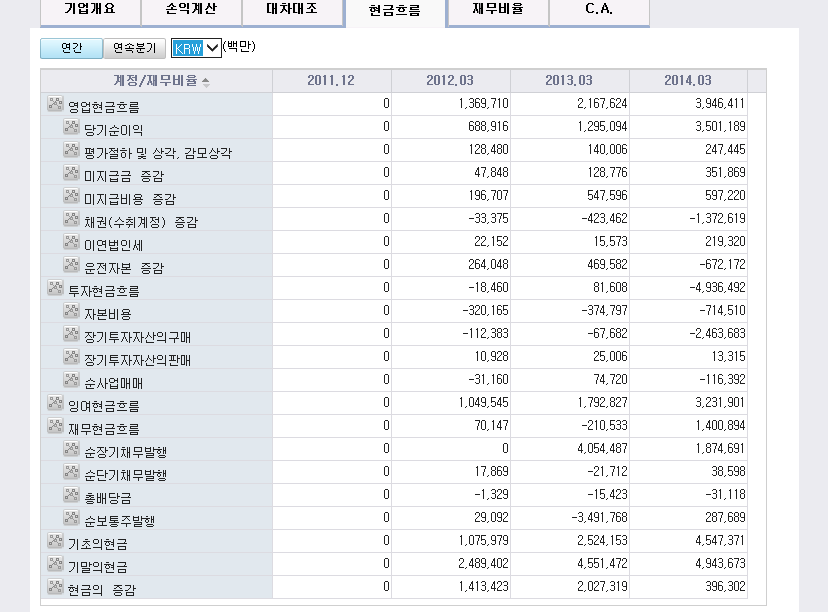 기업개요 손익계산 대차대조 현금흐름 재무비율 C.A.
연간 연속분기 KRW (백만)
계정/재무비율 2011.12 2012.03 2013.03 2014.03
영업현금흐름 0 1,369,710 2,167,624 3,946,411
당기순이익 0 688,916 1,295,094 3,501,189
평가절하 및 상각, 감모상각 0 128,480 140,006 247,445
미지급금 증감 0 47,848 128,776 351,869
미지급비용 증감 0 196,707 547,596 597,220
채권(수취계정) 증감 0 -33,375 -423,462 -1,372,619
이연법인세 0 22,152 15,573 219,320
운전자본 증감 0 264,048 469,582 -672,172
투자현금흐름 0 -18,460 81,608 -4,936,492
자본비용 0 -320,165 -374,797 -714,510
장기투자자산의구매 0 -112,383 -67,682 -2,463,683
장기투자자산의판매 0 10,928 25,006 13,315
순사업매매 0 -31,160 74,720 -116,392
잉여현금흐름 0 1,049,545 1,792,827 3,231,901
재무현금흐름 0 70,147 -210,533 1,400,894
순장기채무발행 0 0 4,054,487 1,874,691
순단기채무발행 0 17,869 -21,712 38,598
총배당금 0 -1,329 -15,423 -31,118
순보통주발행 0 29,092 -3,491,768 287,689
기초의현금 0 1,075,979 2,524,153 4,547,371
기말의현금 0 2,489,402 4,551,472 4,943,673
현금의 증감 0 1,413,423 2,027,319 396,302